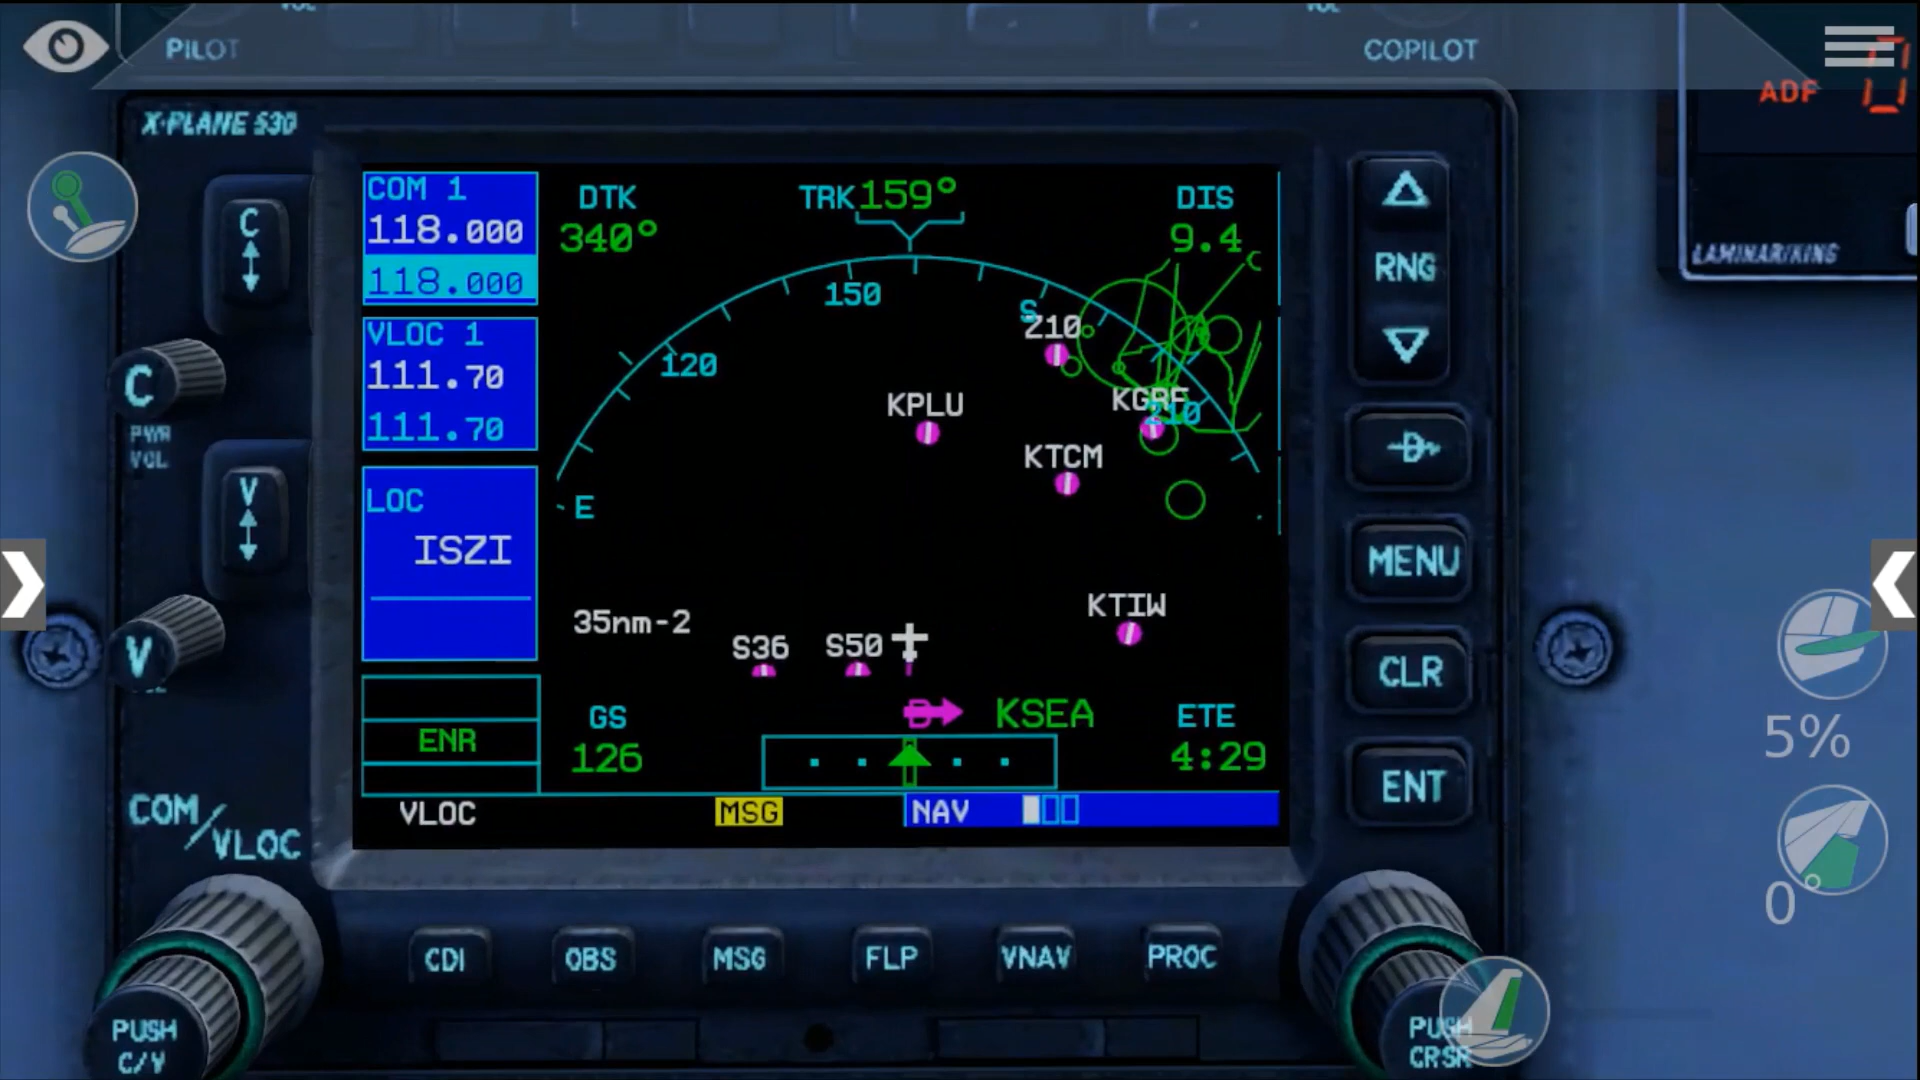 PILOT
COPILOT
ADF
X-PLANE 530
LAMINAR/KING
C
C
PWR
VOL
V
V
COM/VLOC
PUSH
C/V
COM 1
118.000
118.000
VLOC 1
111.70
111.70
LOC
ISZI
ENR
DTK
340°
TRK 159°
DIS
9.4
150
120
S
210
E
Z10
KPLU
KGRF
KTCM
KTIW
35nm-2
S36
S50
GS
126
KSEA
ETE
4:29
VLOC
MSG
NAV
RNG
D
MENU
CLR
ENT
CDI
OBS
MSG
FLP
VNAV
PROC
PUSH
CRSR
5%
0°